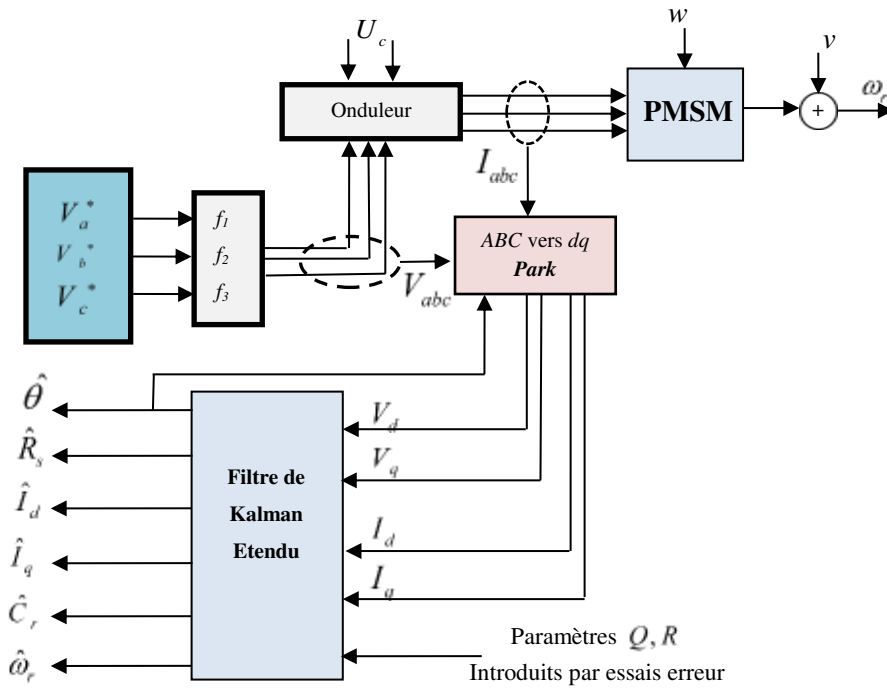 U_c
w
v
Onduleur
PMSM
+
ω_r
I_abc
V_a*
V_b*
V_c*
f_1
f_2
f_3
ABC vers dq
Park
V_abc
θ̂
R̂_s
Î_d
Î_q
Ĉ_r
ω̂_r
Filtre de
Kalman
Etendu
V_d
V_q
I_d
I_q
Paramètres Q, R
Introduits par essais erreur